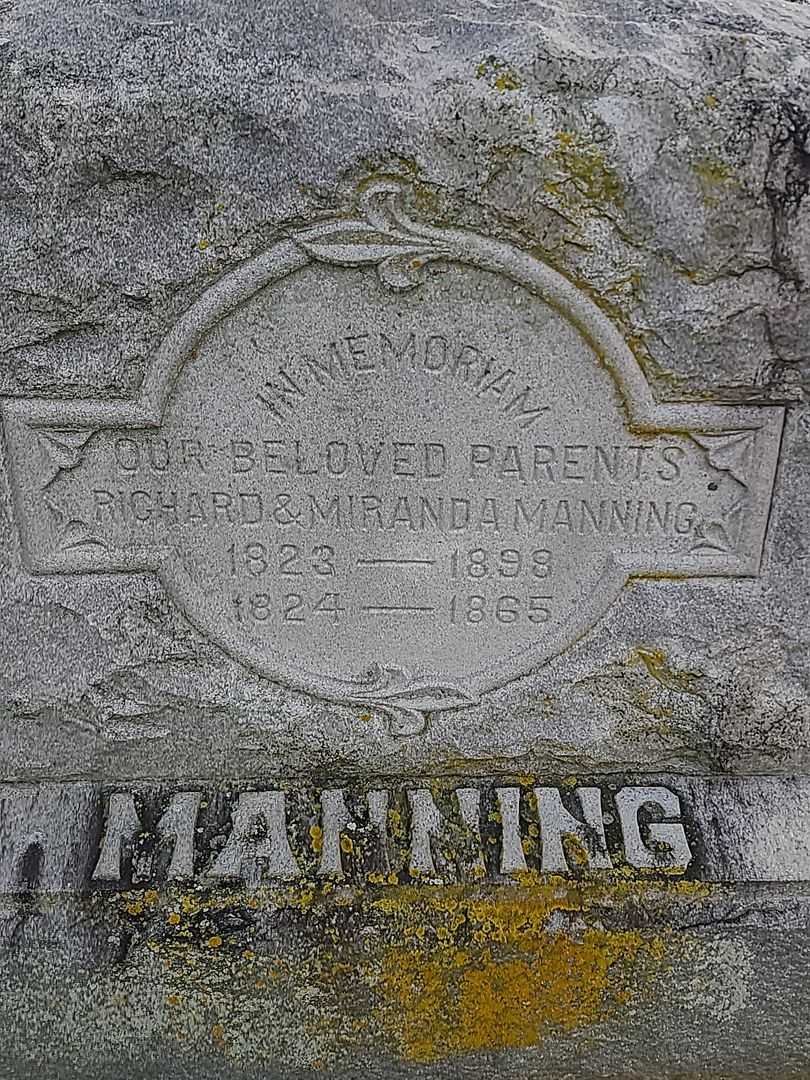 IN MEMORIAM
OUR BELOVED PARENTS
RICHARD & MIRANDA MANNING
1823 — 1898
1824 — 1865
MANNING